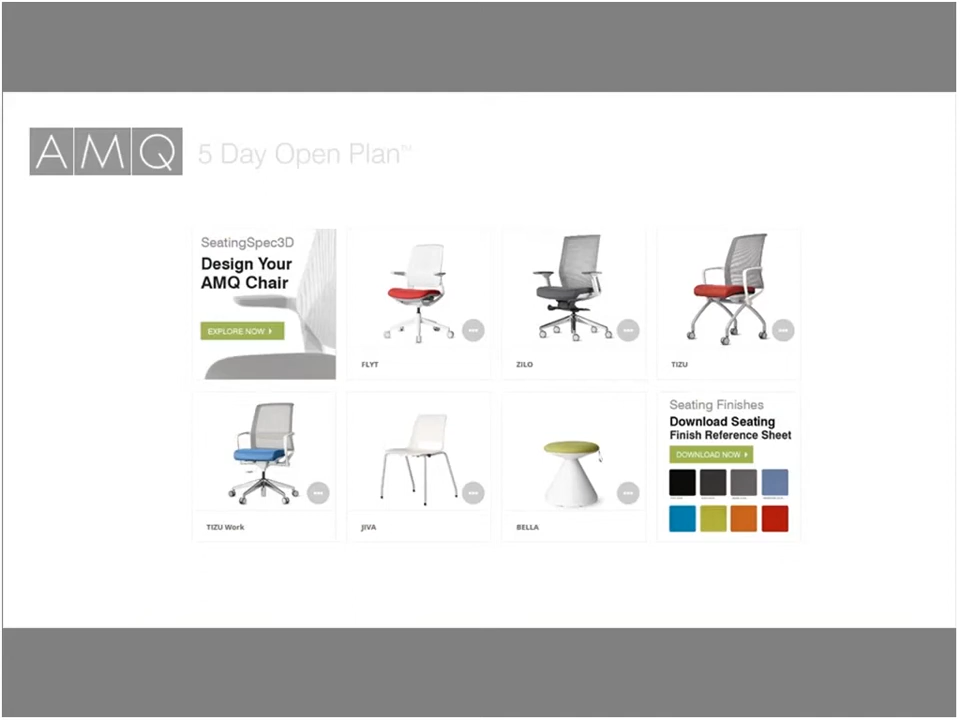 AMQ 5 Day Open Plan™
SeatingSpec3D
Design Your
AMQ Chair
EXPLORE NOW
FLYT
ZILO
TIZU
TIZU Work
JIVA
BELLA
Seating Finishes
Download Seating
Finish Reference Sheet
DOWNLOAD NOW